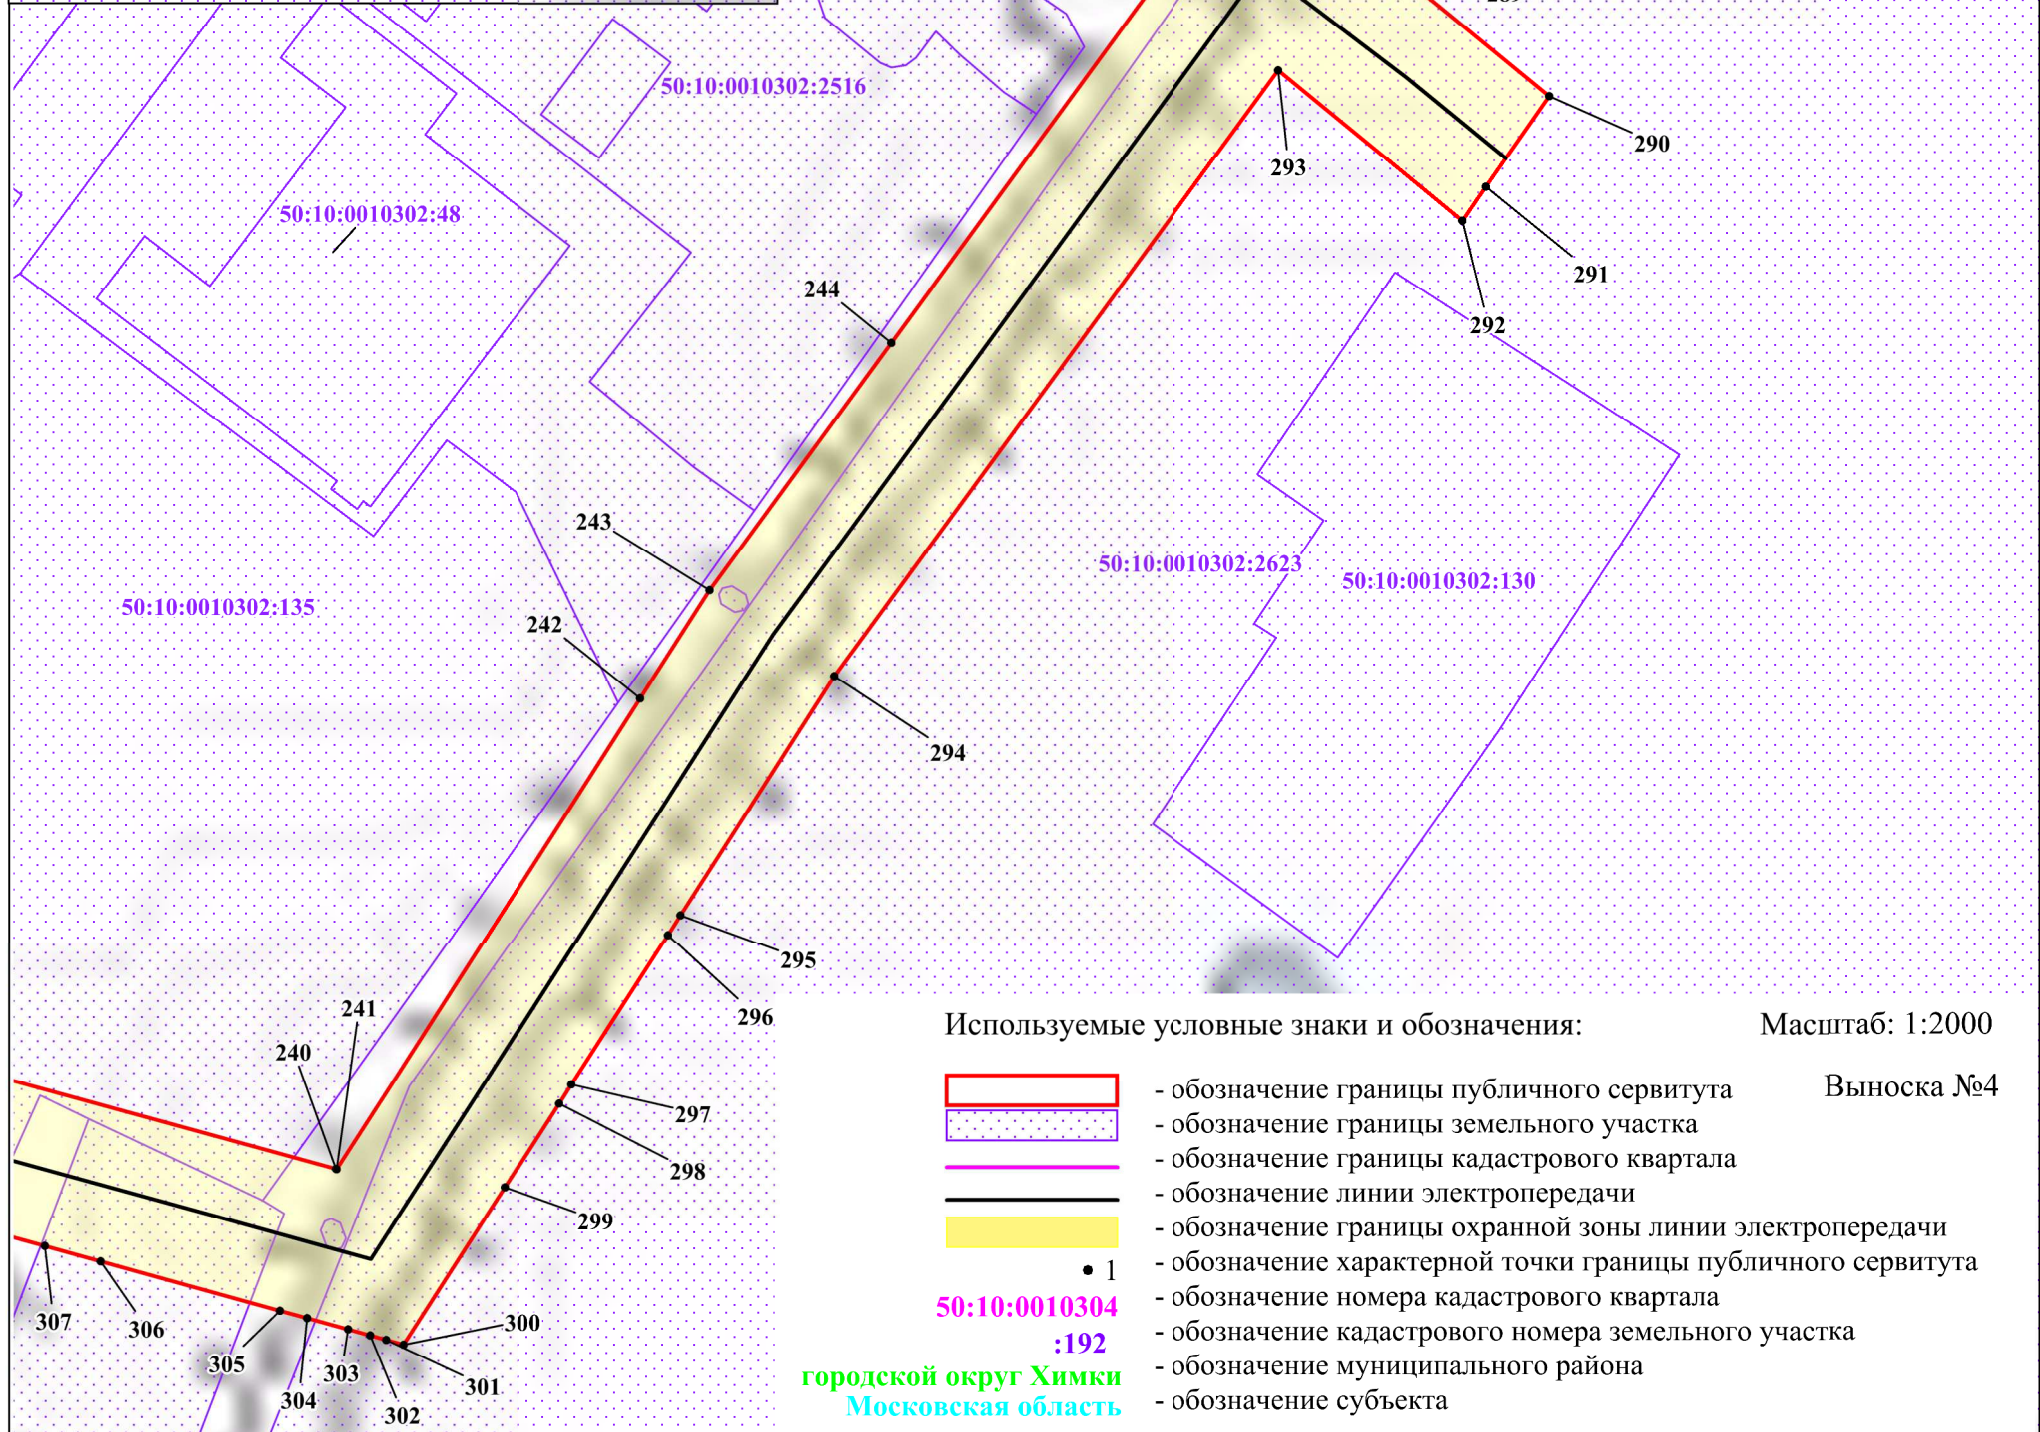 50:10:0010302:2516
290
293
50:10:0010302:48
291
244
292
243
50:10:0010302:2623
50:10:0010302:130
50:10:0010302:135
242
294
295
241
296
240
297
298
299
307
306
300
305
303
301
304
302
Используемые условные знаки и обозначения:
Масштаб: 1:2000
Выноска №4
- обозначение границы публичного сервитута
- обозначение границы земельного участка
- обозначение границы кадастрового квартала
- обозначение линии электропередачи
- обозначение границы охранной зоны линии электропередачи
• 1 - обозначение характерной точки границы публичного сервитута
50:10:0010304 - обозначение номера кадастрового квартала
:192 - обозначение кадастрового номера земельного участка
городской округ Химки - обозначение муниципального района
Московская область - обозначение субъекта